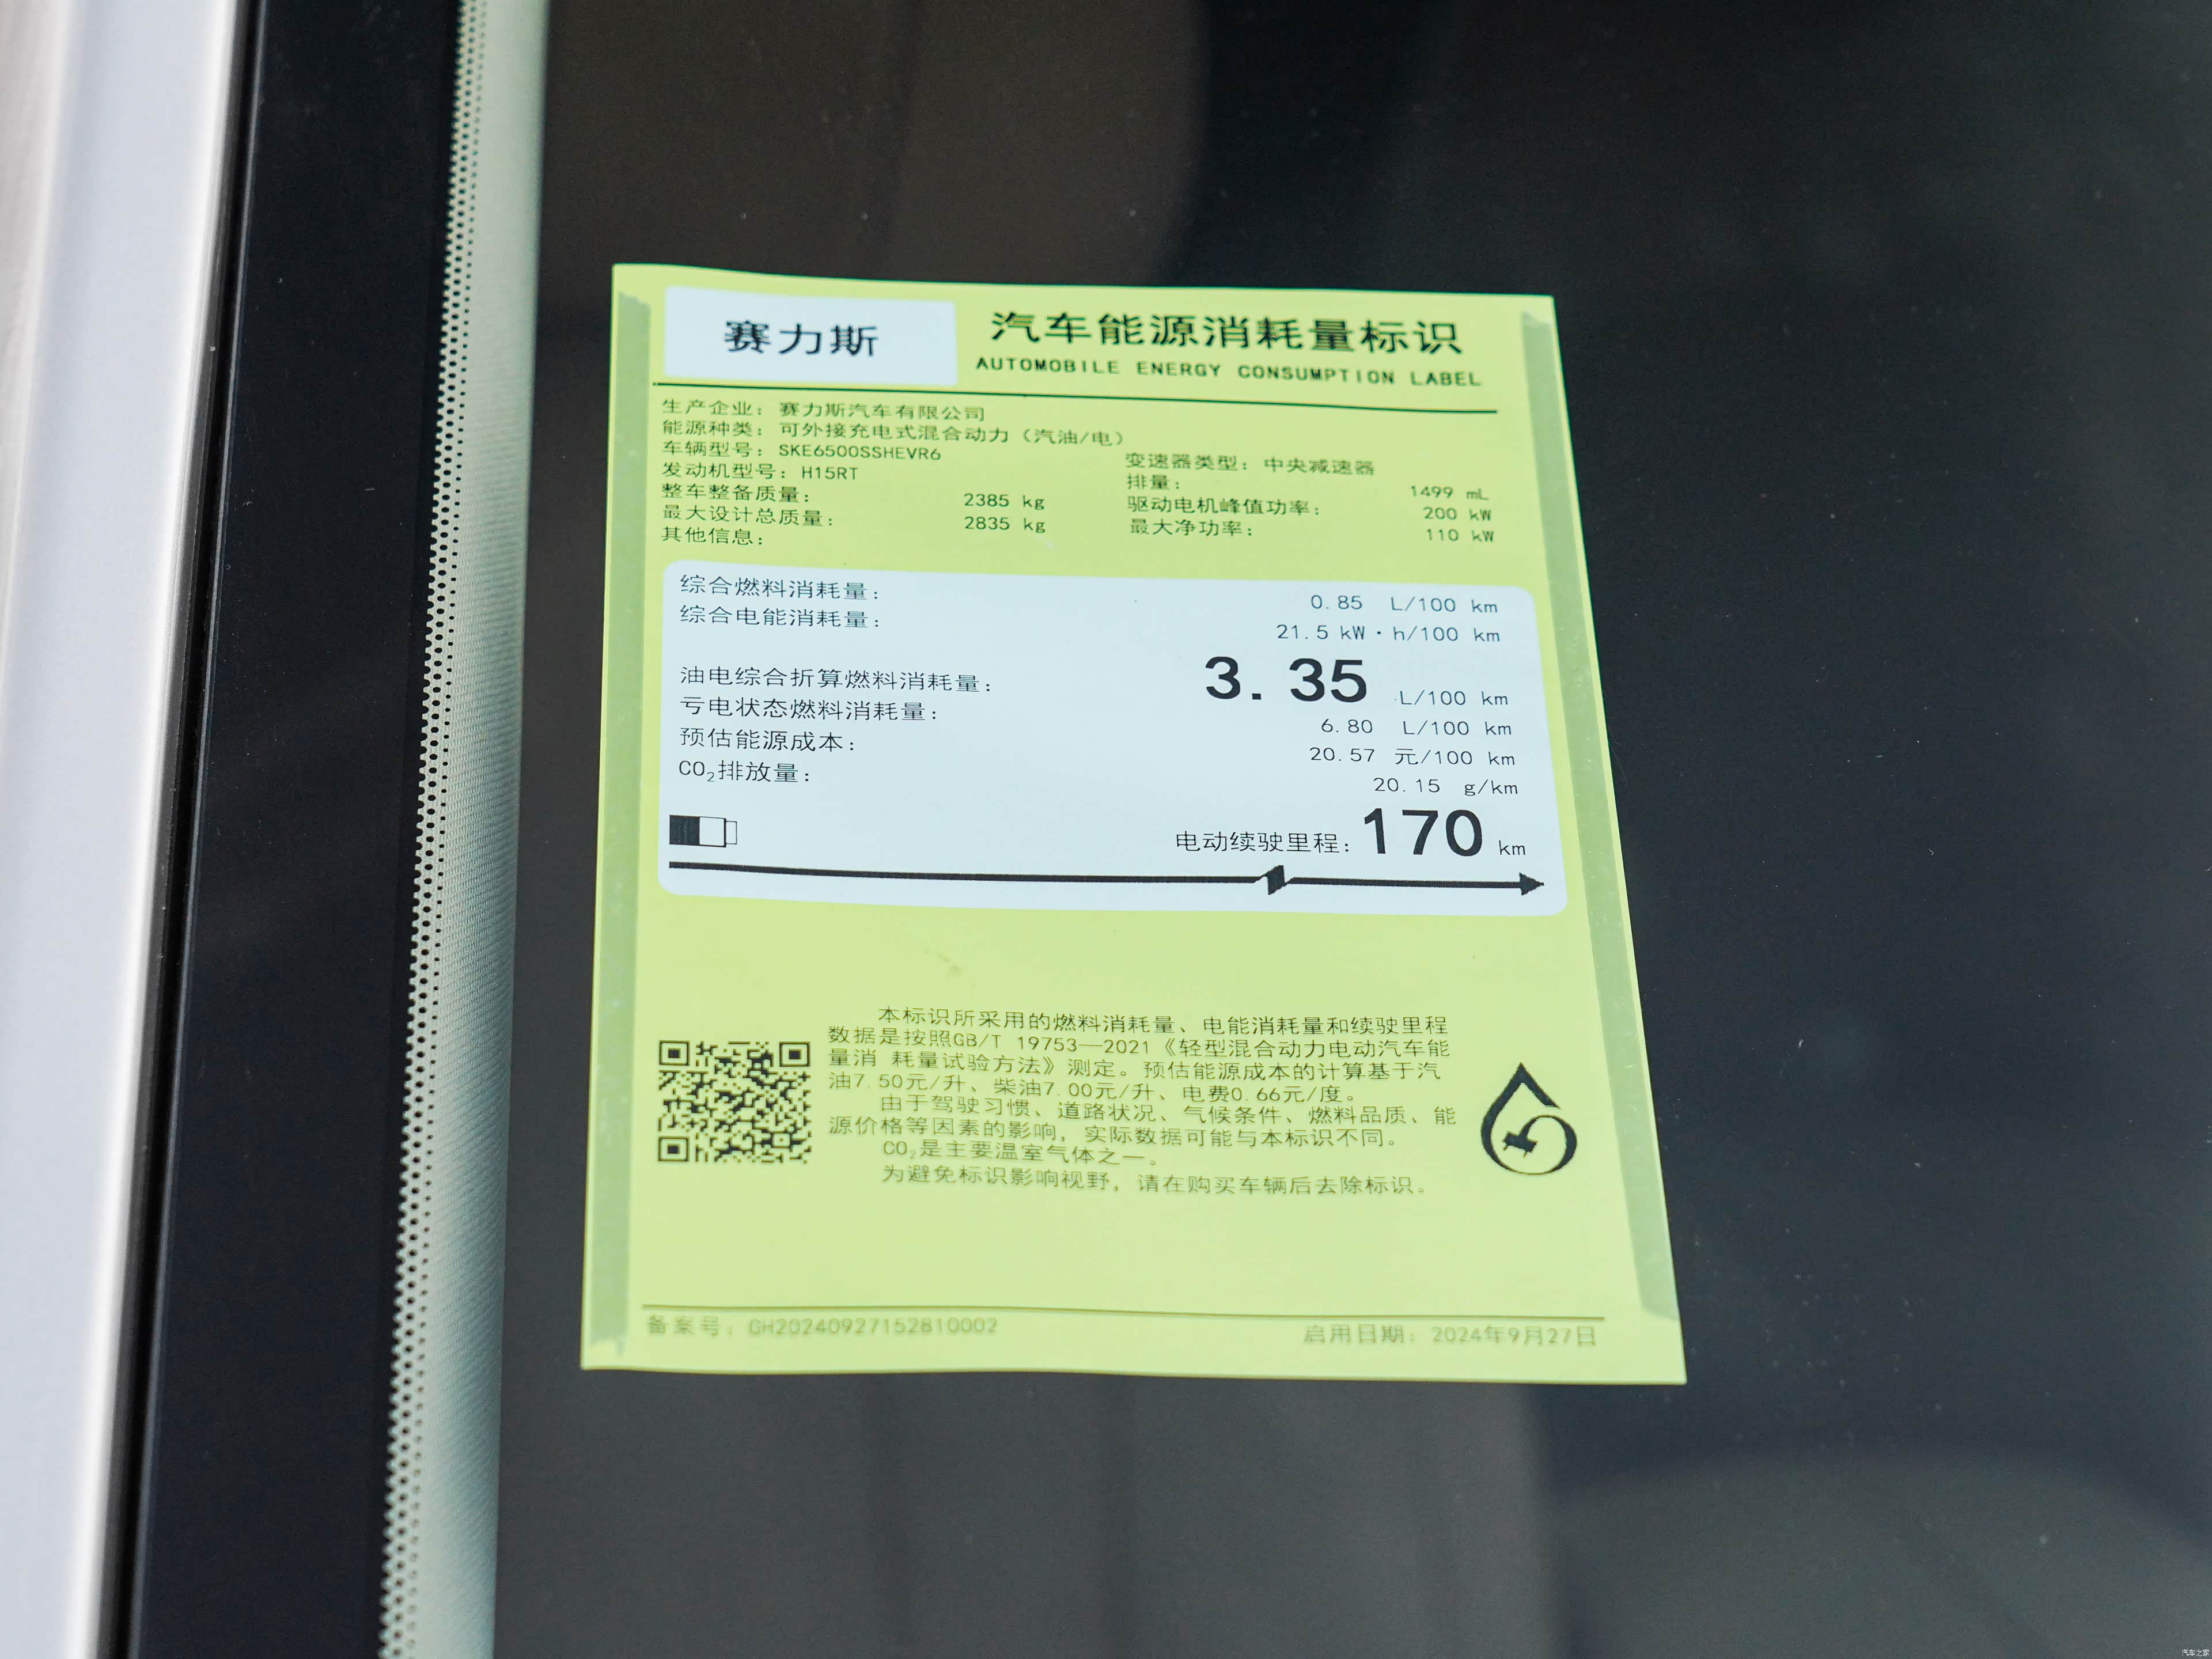 赛力斯
汽车能源消耗量标识
AUTOMOBILE ENERGY CONSUMPTION LABEL
生产企业：赛力斯汽车有限公司
能源种类：可外接充电式混合动力（汽油/电）
车辆型号：SKE6500SSHEVR6 变速器类型：中央减速器
发动机型号：H15RT 排量： 1499 mL
整车整备质量： 2385 kg 驱动电机峰值功率： 200 kW
最大设计总质量： 2835 kg 最大净功率： 110 kW
其他信息：
综合燃料消耗量： 0.85 L/100 km
综合电能消耗量： 21.5 kW·h/100 km
油电综合折算燃料消耗量： 3.35 L/100 km
亏电状态燃料消耗量： 6.80 L/100 km
预估能源成本： 20.57 元/100 km
CO₂排放量： 20.15 g/km
电动续驶里程：170 km
本标识所采用的燃料消耗量、电能消耗量和续驶里程
数据是按照GB/T 19753—2021《轻型混合动力电动汽车能
量消 耗量试验方法》测定。预估能源成本的计算基于汽
油7.50元/升、柴油7.00元/升、电费0.66元/度。
由于驾驶习惯、道路状况、气候条件、燃料品质、能
源价格等因素的影响，实际数据可能与本标识不同。
CO₂是主要温室气体之一。
为避免标识影响视野，请在购买车辆后去除标识。
备案号：GH20240927152810002 启用日期：2024年9月27日
汽车之家